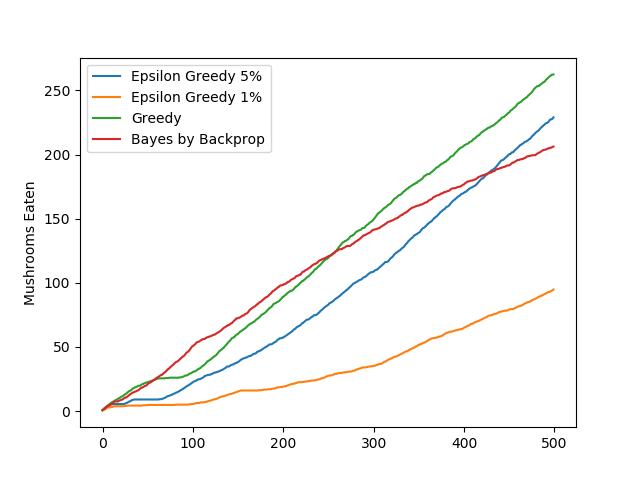 Epsilon Greedy 5%
Epsilon Greedy 1%
Greedy
Bayes by Backprop
Mushrooms Eaten
250
200
150
100
50
0
0 100 200 300 400 500